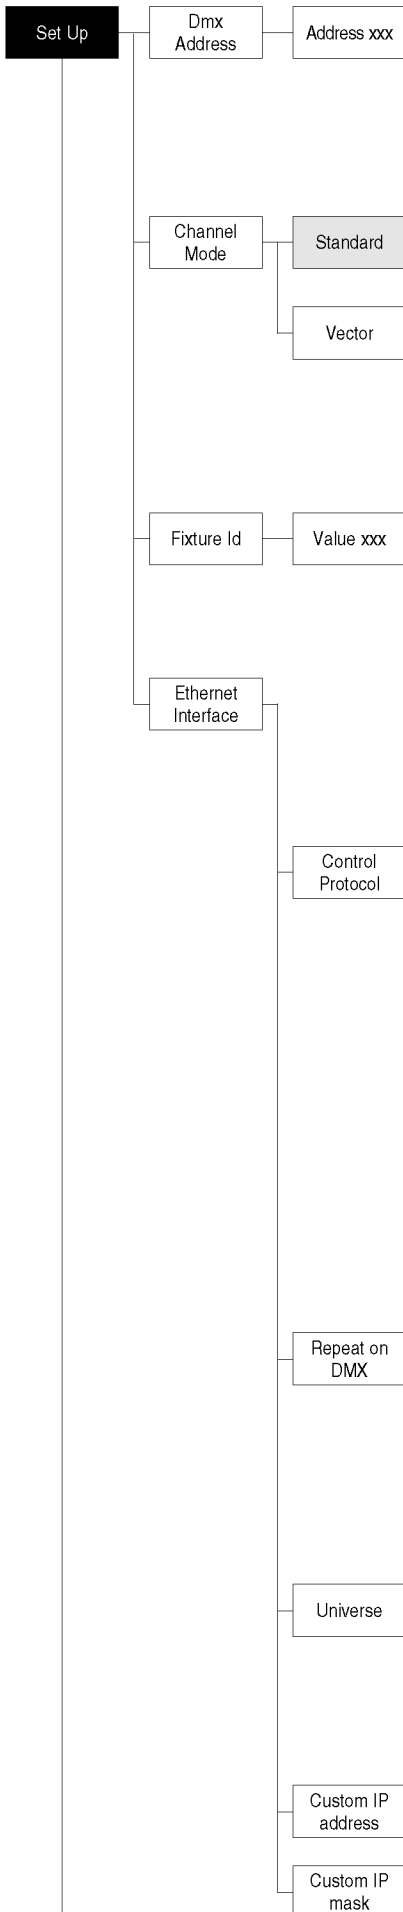 Set Up
Dmx
Address
Address xxx
Channel
Mode
Standard
Vector
Fixture Id
Value xxx
Ethernet
Interface
Control
Protocol
Repeat on
DMX
Universe
Custom IP
address
Custom IP
mask